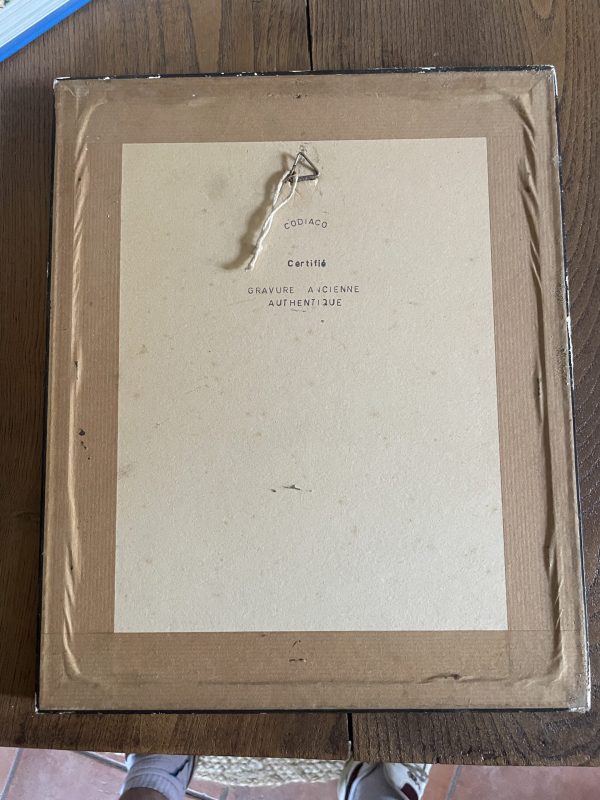 CODIACO
Certifié
GRAVURE ANCIENNE
AUTHENTIQUE